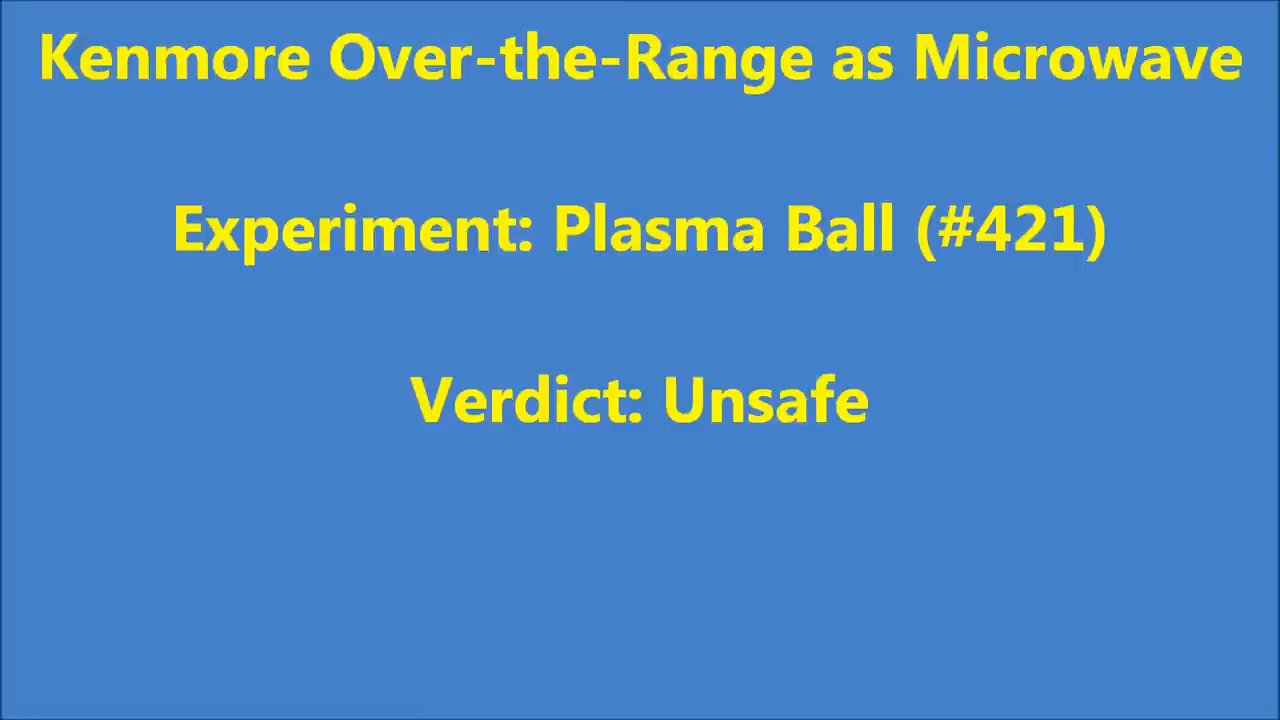 Kenmore Over-the-Range as Microwave
Experiment: Plasma Ball (#421)
Verdict: Unsafe